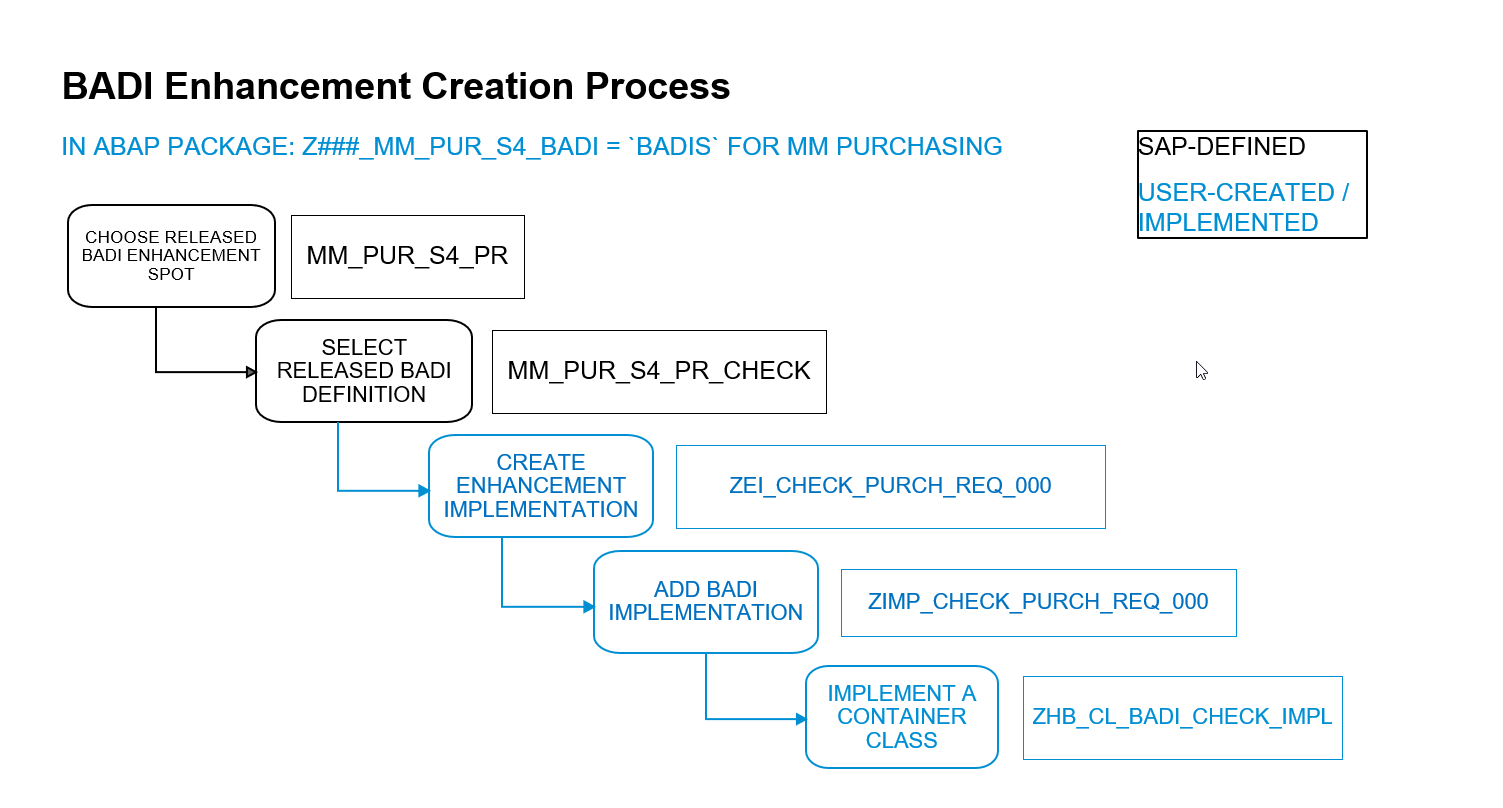 BADI Enhancement Creation Process
IN ABAP PACKAGE: Z###_MM_PUR_S4_BADI = `BADIS` FOR MM PURCHASING
SAP-DEFINED
USER-CREATED /
IMPLEMENTED
CHOOSE RELEASED
BADI ENHANCEMENT
SPOT
MM_PUR_S4_PR
SELECT
RELEASED BADI
DEFINITION
MM_PUR_S4_PR_CHECK
CREATE
ENHANCEMENT
IMPLEMENTATION
ZEI_CHECK_PURCH_REQ_000
ADD BADI
IMPLEMENTATION
ZIMP_CHECK_PURCH_REQ_000
IMPLEMENT A
CONTAINER
CLASS
ZHB_CL_BADI_CHECK_IMPL